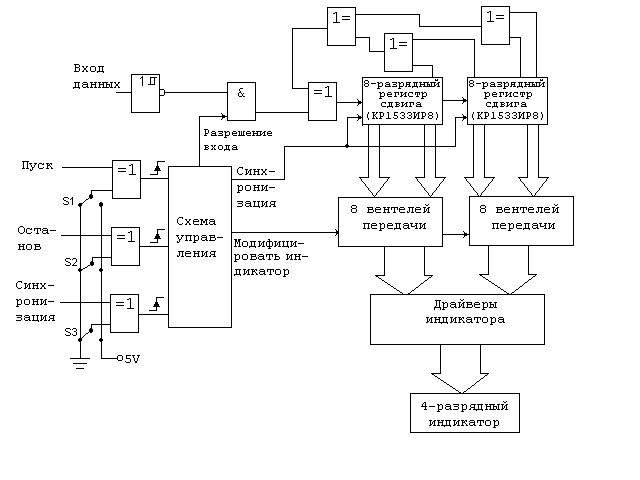 1=
1=
1=
Вход
данных
1
&
=1
8-разрядный
регистр
сдвига
(КР1533ИР8)
8-разрядный
регистр
сдвига
(КР1533ИР8)
Разрешение
входа
Пуск
=1
S1
Синх-
рони-
зация
Схема
управ-
ления
8 вентелей
передачи
8 вентелей
передачи
Оста-
нов
=1
S2
Модифици-
ровать ин-
дикатор
Синх-
рони-
зация
=1
S3
5V
Драйверы
индикатора
4-разрядный
индикатор